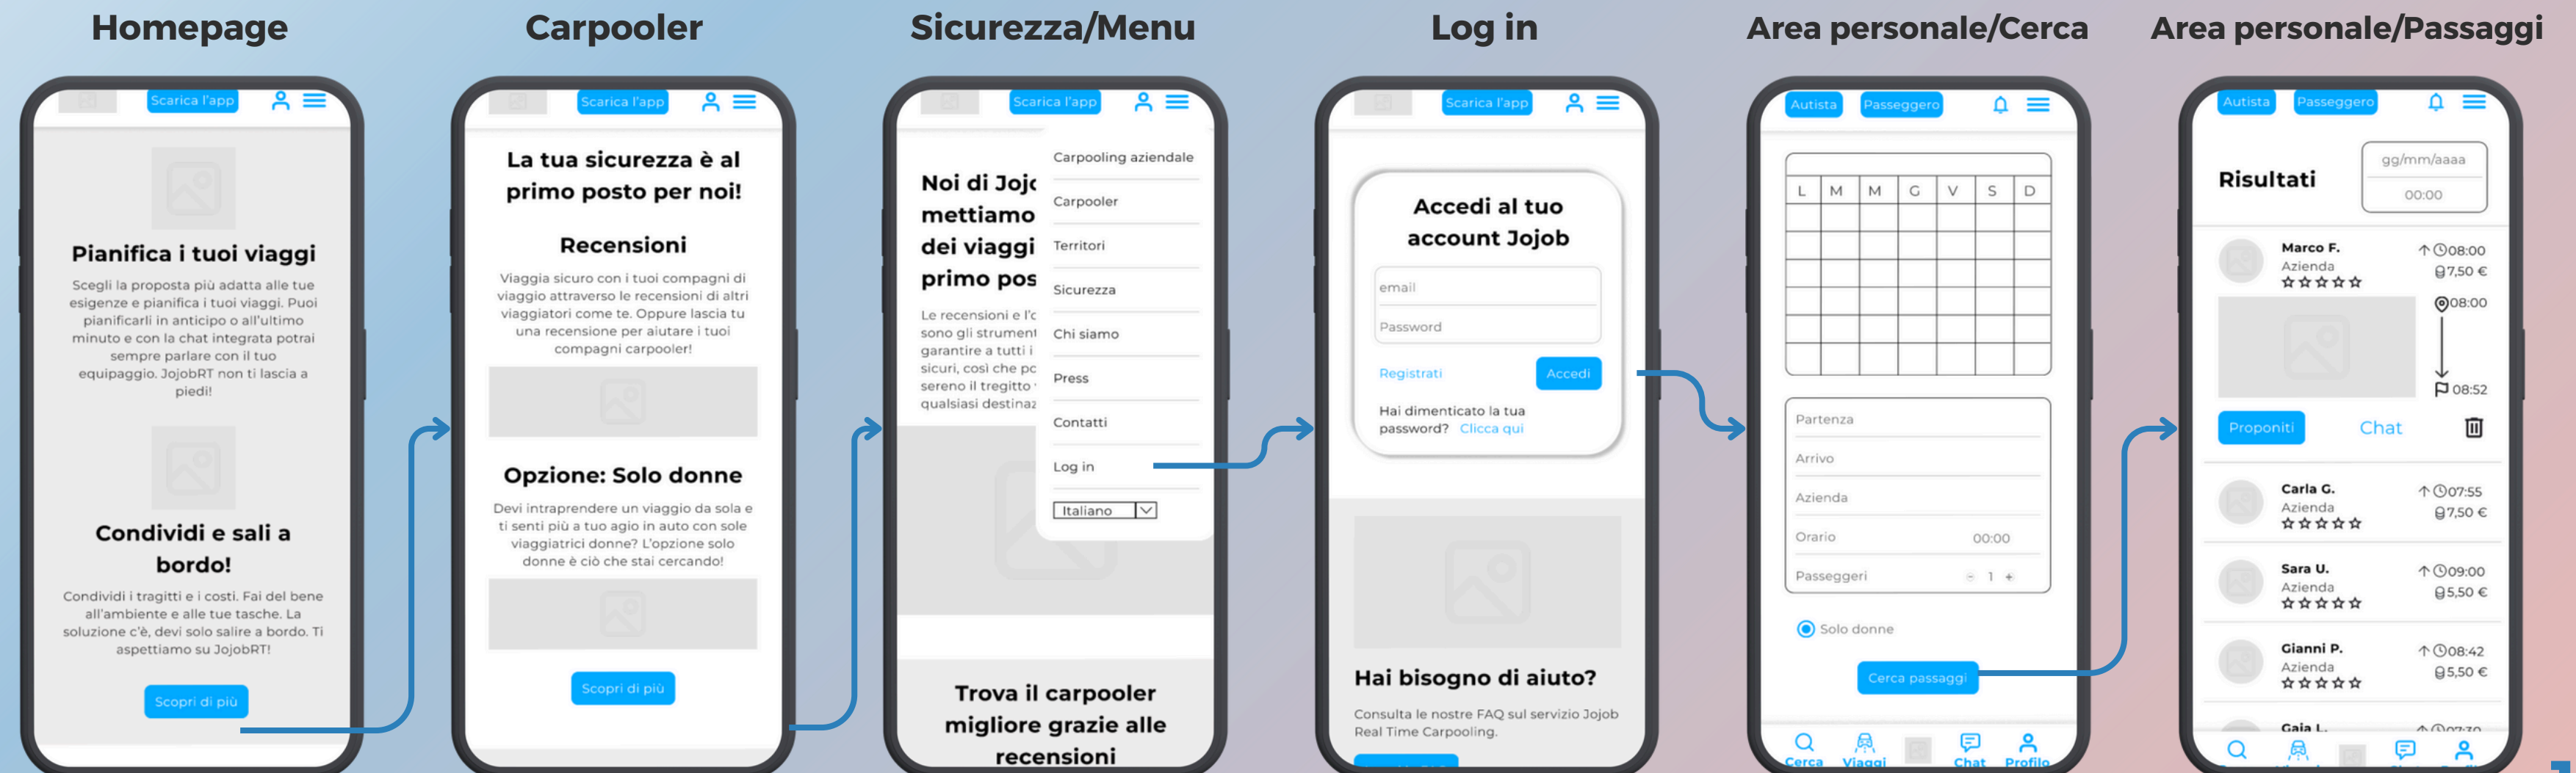 Homepage
Scarica l'app
Pianifica i tuoi viaggi
Scegli la proposta più adatta alle tue
esigenze e pianifica i tuoi viaggi. Puoi
pianificarli in anticipo o all'ultimo
minuto e con la chat integrata potrai
sempre parlare con il tuo
equipaggio. JojobRT non ti lascia a
piedi!
Condividi e sali a
bordo!
Condividi i tragitti e i costi. Fai del bene
all'ambiente e alle tue tasche. La
soluzione c'è, devi solo salire a bordo. Ti
aspettiamo su JojobRT!
Scopri di più
Carpooler
Scarica l'app
La tua sicurezza è al
primo posto per noi!
Recensioni
Viaggia sicuro con i tuoi compagni di
viaggio attraverso le recensioni di altri
viaggiatori come te. Oppure lascia tu
una recensione per aiutare i tuoi
compagni carpooler!
Opzione: Solo donne
Devi intraprendere un viaggio da sola e
ti senti più a tuo agio in auto con sole
viaggiatrici donne? L'opzione solo
donne è ciò che stai cercando!
Scopri di più
Sicurezza/Menu
Scarica l'app
Noi di Jojo
mettiamo
dei viaggi
primo pos
Le recensioni e l'o
sono gli strument
garantire a tutti i
sicuri, così che po
sereno il tregitto
qualsiasi destinaz
Carpooling aziendale
Carpooler
Territori
Sicurezza
Chi siamo
Press
Contatti
Log in
Italiano
Trova il carpooler
migliore grazie alle
recensioni
Log in
Scarica l'app
Accedi al tuo
account Jojob
email
Password
Registrati
Accedi
Hai dimenticato la tua
password? Clicca qui
Hai bisogno di aiuto?
Consulta le nostre FAQ sul servizio Jojob
Real Time Carpooling.
Area personale/Cerca
Autista Passeggero
L M M G V S D
Partenza
Arrivo
Azienda
Orario 00:00
Passeggeri - 1 +
Solo donne
Cerca passaggi
Cerca Viaggi Chat Profilo
Area personale/Passaggi
Autista Passeggero
Risultati
gg/mm/aaaa
00:00
Marco F. 08:00
Azienda 7,50 €
08:00
08:52
Proponiti Chat
Carla G. 07:55
Azienda 7,50 €
Sara U. 09:00
Azienda 5,50 €
Gianni P. 08:42
Azienda 5,50 €
Gaia L. 07:30